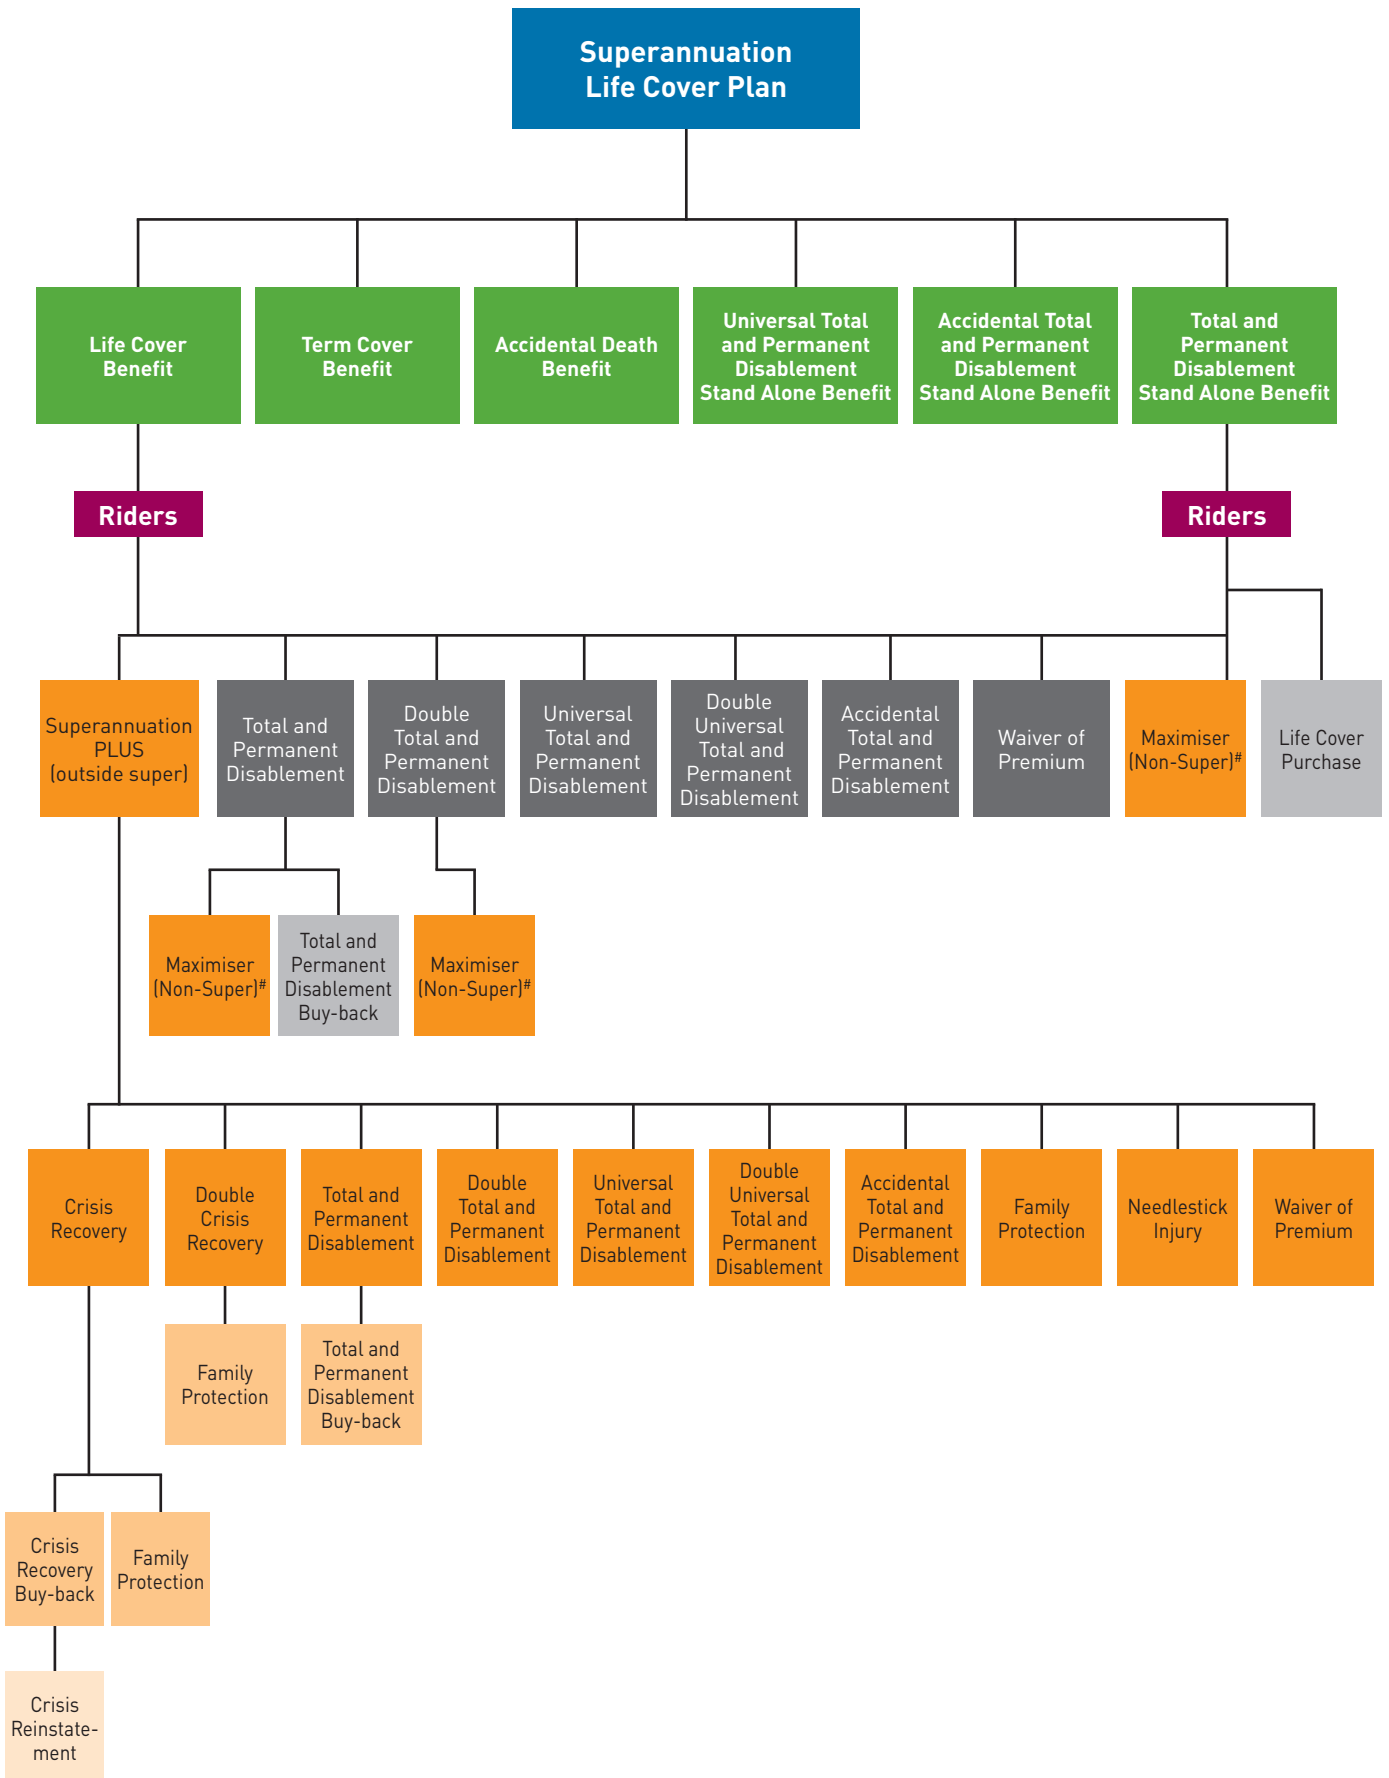 Superannuation
Life Cover Plan
Life Cover
Benefit
Term Cover
Benefit
Accidental Death
Benefit
Universal Total
and Permanent
Disablement
Stand Alone Benefit
Accidental Total
and Permanent
Disablement
Stand Alone Benefit
Total and
Permanent
Disablement
Stand Alone Benefit
Riders
Riders
Superannuation
PLUS
(outside super)
Total and
Permanent
Disablement
Double
Total and
Permanent
Disablement
Universal
Total and
Permanent
Disablement
Double
Universal
Total and
Permanent
Disablement
Accidental
Total and
Permanent
Disablement
Waiver of
Premium
Maximiser
(Non-Super)#
Life Cover
Purchase
Maximiser
(Non-Super)#
Total and
Permanent
Disablement
Buy-back
Maximiser
(Non-Super)#
Crisis
Recovery
Double
Crisis
Recovery
Total and
Permanent
Disablement
Double
Total and
Permanent
Disablement
Universal
Total and
Permanent
Disablement
Double
Universal
Total and
Permanent
Disablement
Accidental
Total and
Permanent
Disablement
Family
Protection
Needlestick
Injury
Waiver of
Premium
Family
Protection
Total and
Permanent
Disablement
Buy-back
Crisis
Recovery
Buy-back
Family
Protection
Crisis
Reinstate-
ment